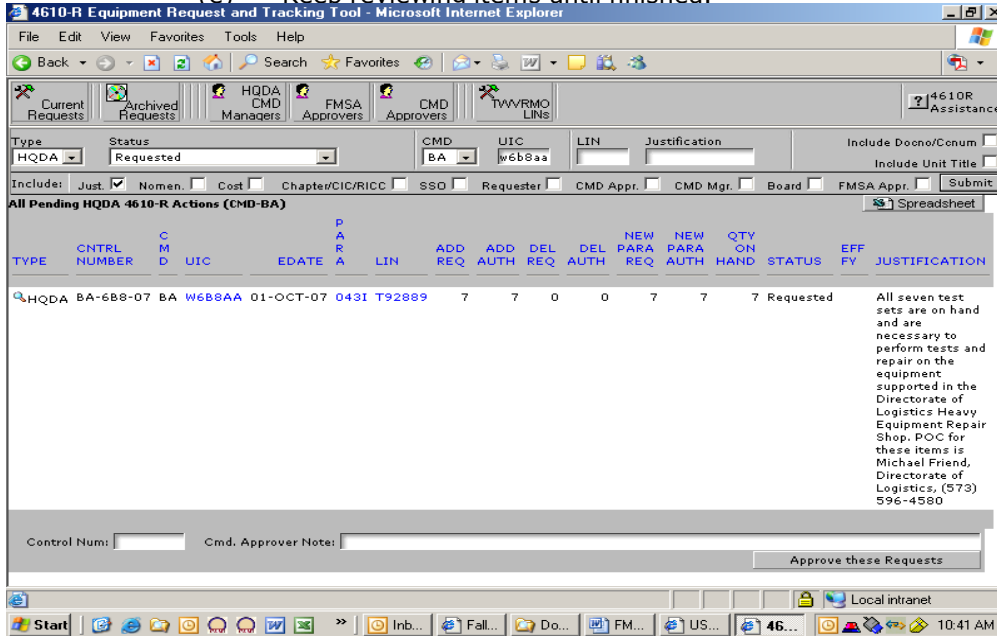 (e) Keep reviewing items until finished.
4610-R Equipment Request and Tracking Tool - Microsoft Internet Explorer
File Edit View Favorites Tools Help
Back Search Favorites
Current Requests
Archived Requests
HQDA CMD Managers
FMSA Approvers
CMD Approvers
TWVRMO LINs
4610R Assistance
Type Status CMD UIC LIN Justification Include Docno/Ccnum
HQDA Requested BA w6b8aa Include Unit Title
Include: Just. Nomen. Cost Chapter/CIC/RICC SSO Requester CMD Appr. CMD Mgr. Board FMSA Appr. Submit
All Pending HQDA 4610-R Actions (CMD-BA) Spreadsheet
TYPE CNTRL NUMBER CMD UIC EDATE PARA LIN ADD REQ ADD AUTH DEL REQ DEL AUTH NEW PARA REQ NEW PARA AUTH QTY ON HAND STATUS EFF FY JUSTIFICATION
HQDA BA-6B8-07 BA W6B8AA 01-OCT-07 043I T92889 7 7 0 0 7 7 7 Requested All seven test
sets are on hand
and are
necessary to
perform tests and
repair on the
equipment
supported in the
Directorate of
Logistics Heavy
Equipment Repair
Shop. POC for
these items is
Michael Friend,
Directorate of
Logistics, (573)
596-4580
Control Num: Cmd. Approver Note:
Approve these Requests
Local intranet
Start Inb... Fall... Do... FM... US... 46... 10:41 AM